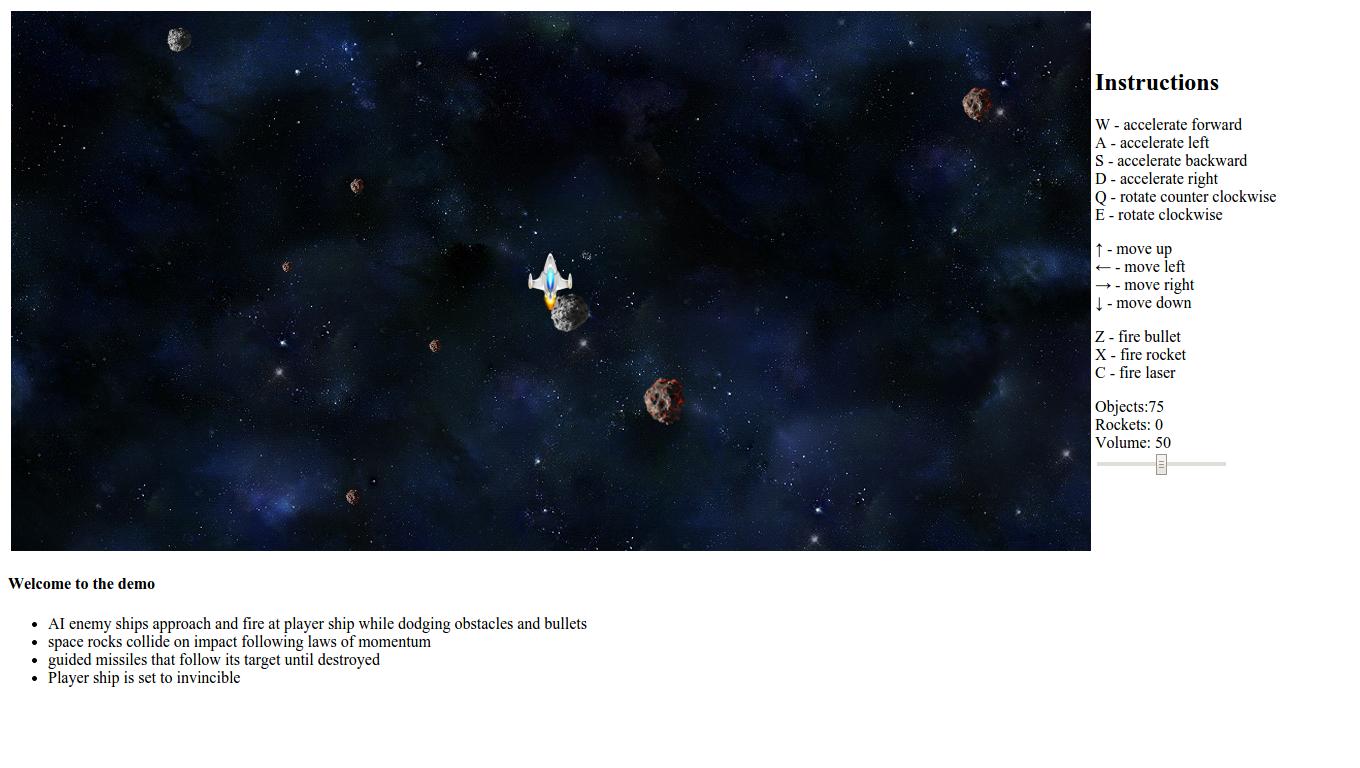 Instructions
W - accelerate forward
A - accelerate left
S - accelerate backward
D - accelerate right
Q - rotate counter clockwise
E - rotate clockwise
↑ - move up
← - move left
→ - move right
↓ - move down
Z - fire bullet
X - fire rocket
C - fire laser
Objects:75
Rockets: 0
Volume: 50
Welcome to the demo
• AI enemy ships approach and fire at player ship while dodging obstacles and bullets
• space rocks collide on impact following laws of momentum
• guided missiles that follow its target until destroyed
• Player ship is set to invincible